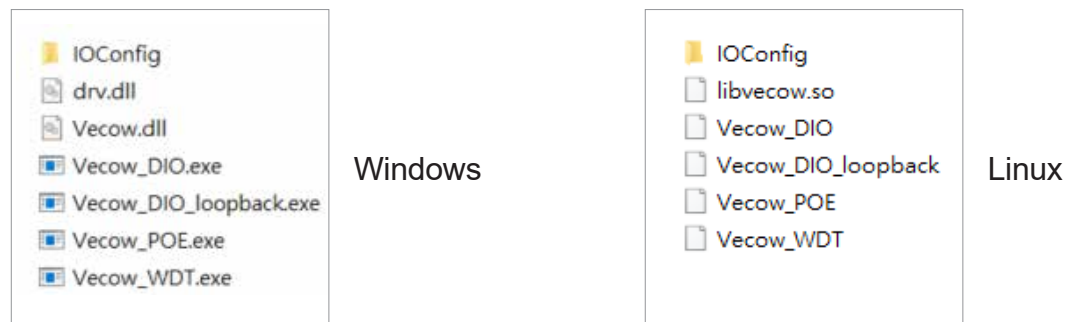 IOConfig
drv.dll
Vecow.dll
Vecow_DIO.exe
Vecow_DIO_loopback.exe
Vecow_POE.exe
Vecow_WDT.exe
Windows
IOConfig
libvecow.so
Vecow_DIO
Vecow_DIO_loopback
Vecow_POE
Vecow_WDT
Linux